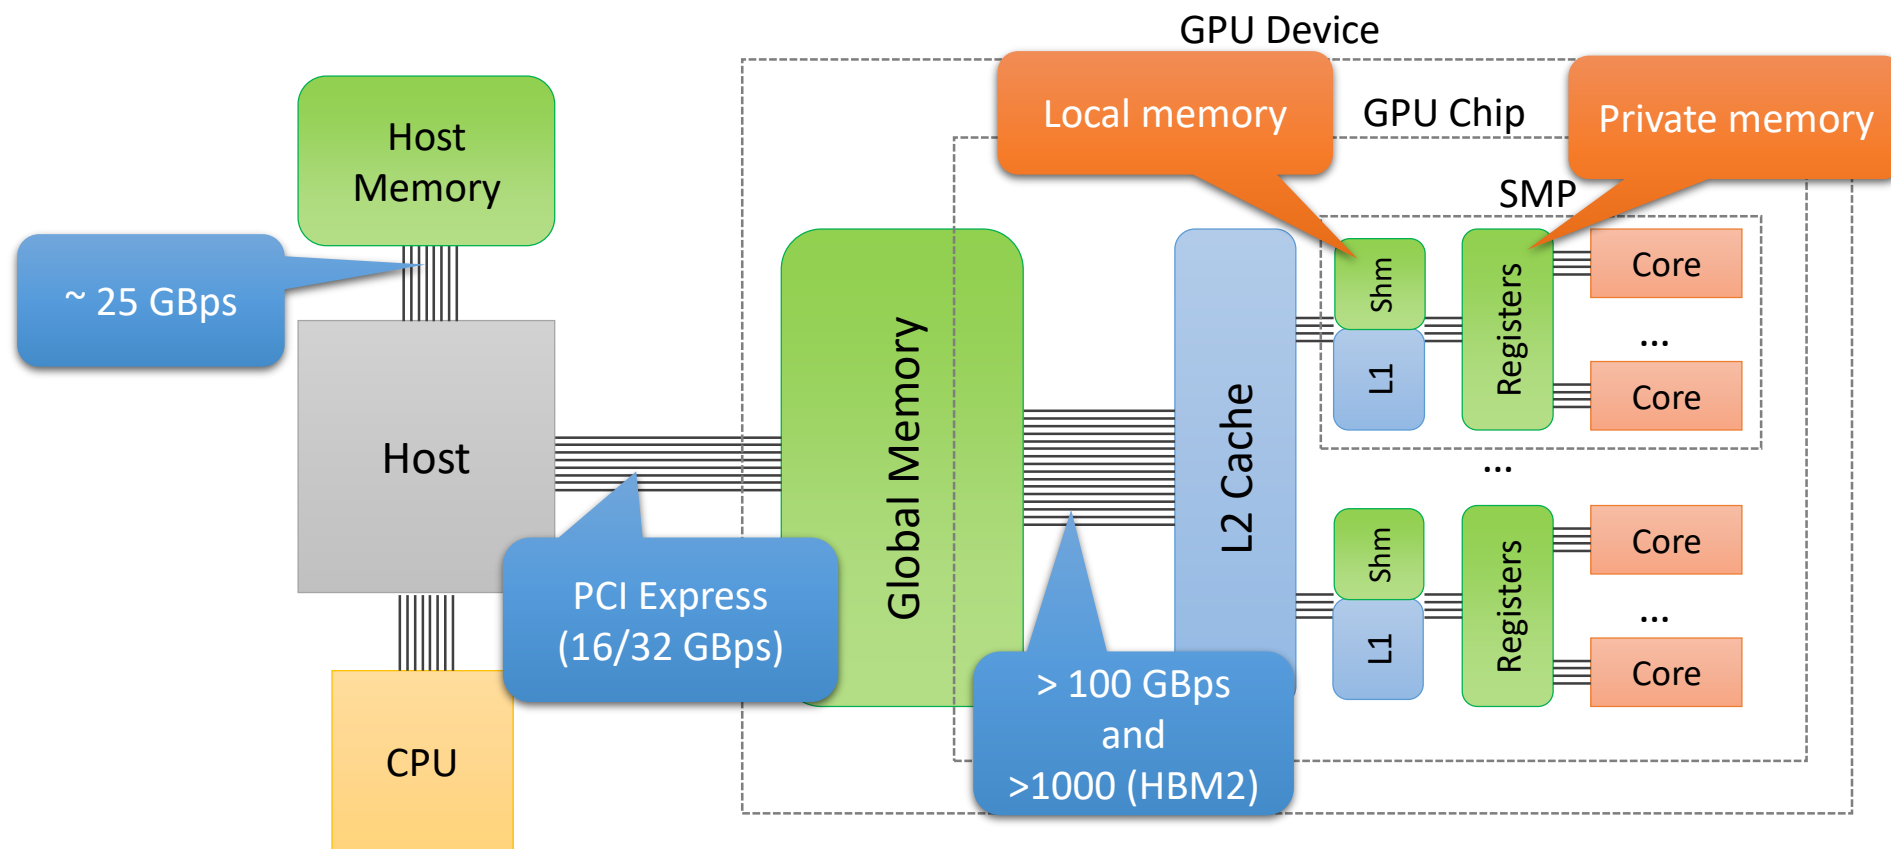 GPU Device
Local memory
GPU Chip
Private memory
Host
Memory
SMP
~ 25 GBps
Shm
L1
Registers
Core
...
Core
Host
Global Memory
L2 Cache
...
PCI Express
(16/32 GBps)
Shm
L1
Registers
Core
...
Core
> 100 GBps
and
>1000 (HBM2)
CPU